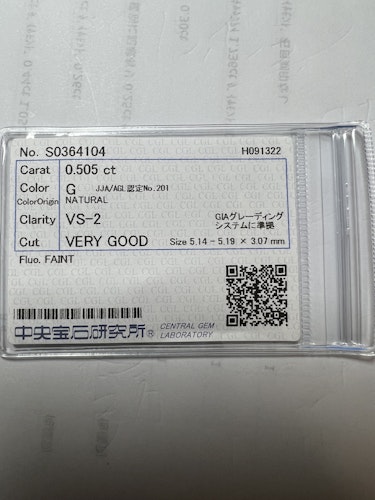 No. S0364104 H091322
Carat 0.505 ct
Color G JJA/AGL認定No.201
ColorOrigin NATURAL
Clarity VS-2 GIAグレーディング
システムに準拠
Cut VERY GOOD Size 5.14 - 5.19 × 3.07 mm
Fluo. FAINT
中央宝石研究所® CENTRAL GEM
LABORATORY